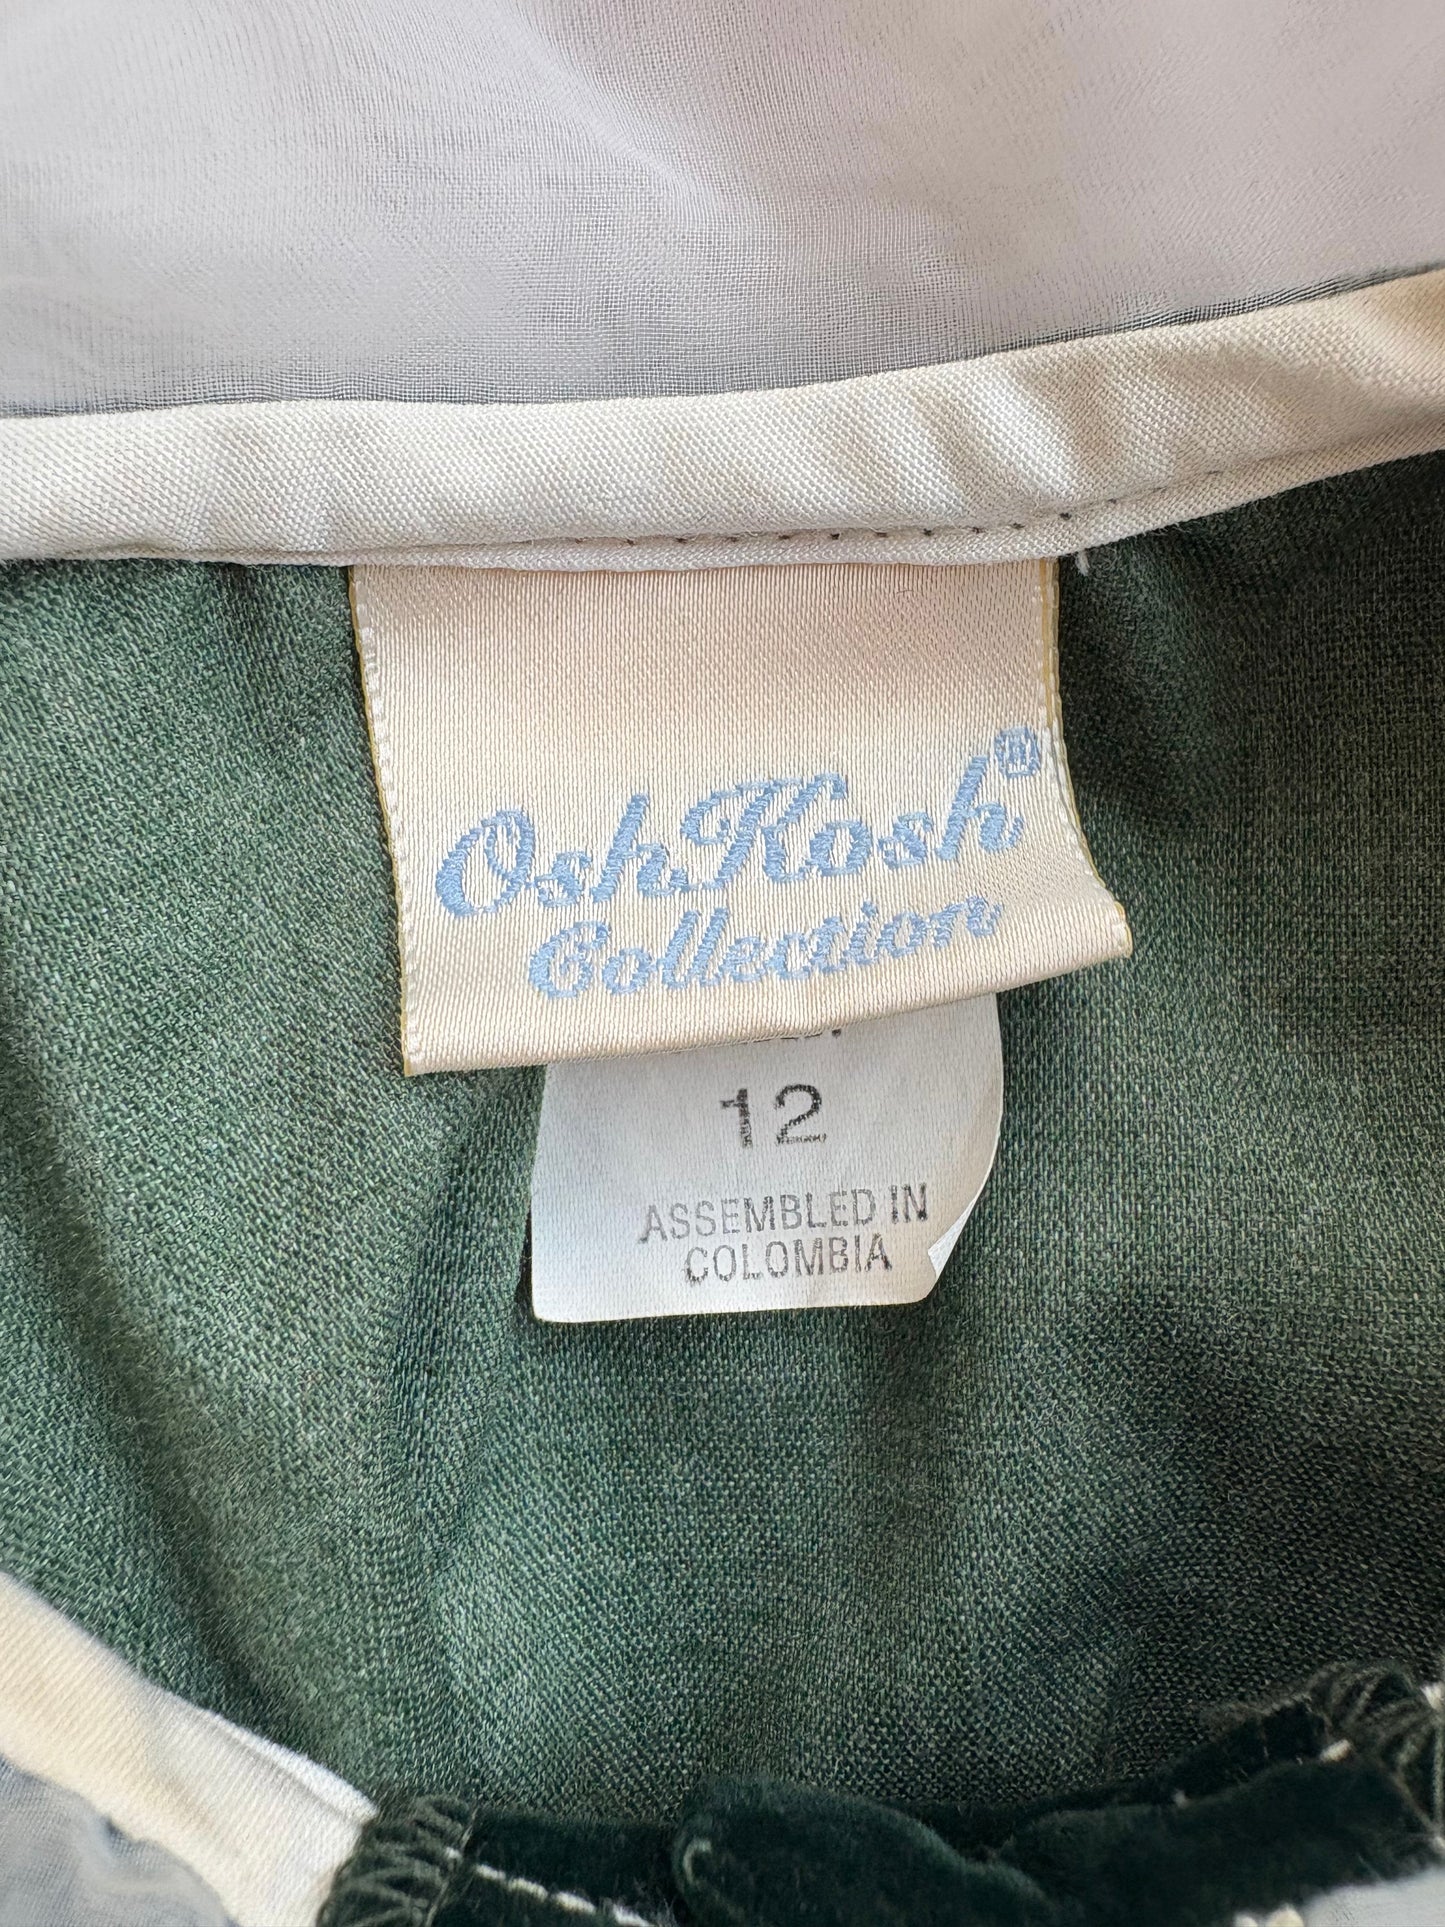 OshKosh®
Collection
12
ASSEMBLED IN
COLOMBIA